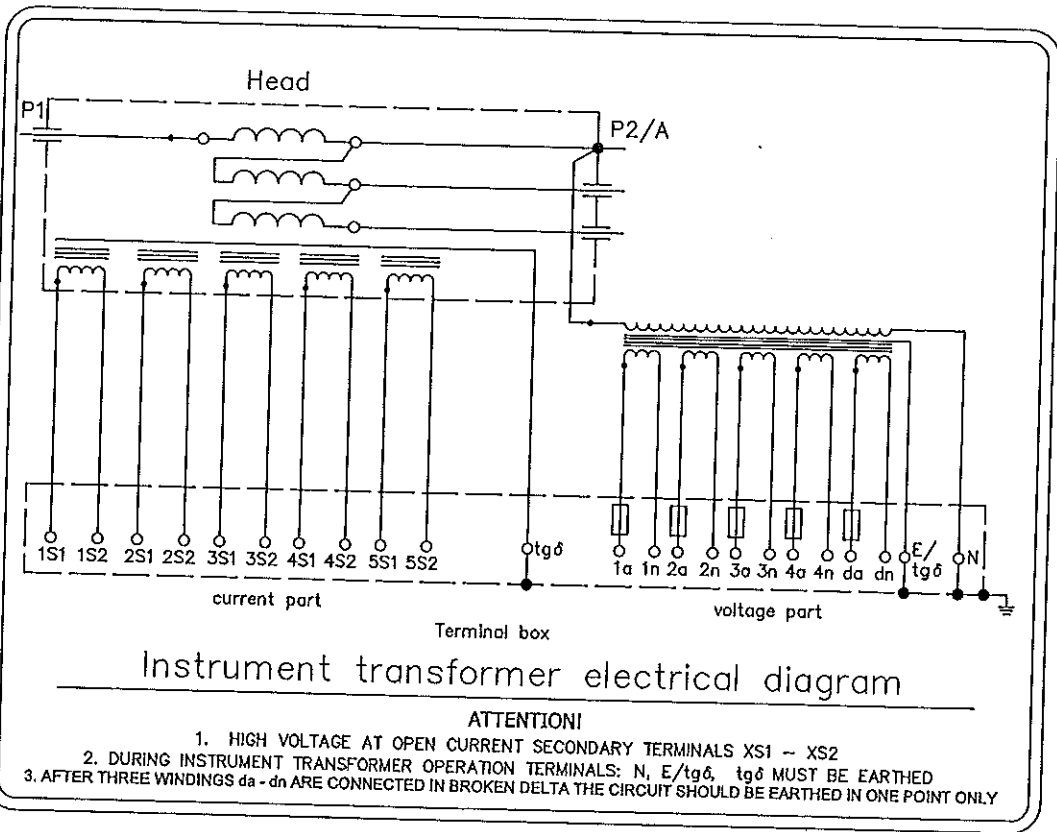 Head
P1
P2/A
1S1 1S2 2S1 2S2 3S1 3S2 4S1 4S2 5S1 5S2 tgδ
1a 1n 2a 2n 3a 3n 4a 4n da dn E/tgδ N
current part
voltage part
Terminal box
Instrument transformer electrical diagram
ATTENTION!
1. HIGH VOLTAGE AT OPEN CURRENT SECONDARY TERMINALS XS1 – XS2
2. DURING INSTRUMENT TRANSFORMER OPERATION TERMINALS: N, E/tgδ, tgδ MUST BE EARTHED
3. AFTER THREE WINDINGS da - dn ARE CONNECTED IN BROKEN DELTA THE CIRCUIT SHOULD BE EARTHED IN ONE POINT ONLY